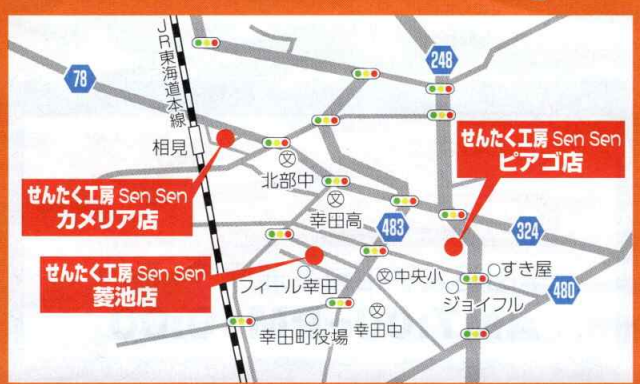 JR東海道本線
78
248
相見
せんたく工房 Sen Sen
カメリア店
せんたく工房 Sen Sen
ピアゴ店
文
北部中
文
幸田高
483
324
せんたく工房 Sen Sen
菱池店
フィール幸田
文中央小
すき屋
ジョイフル
480
幸田町役場
文
幸田中